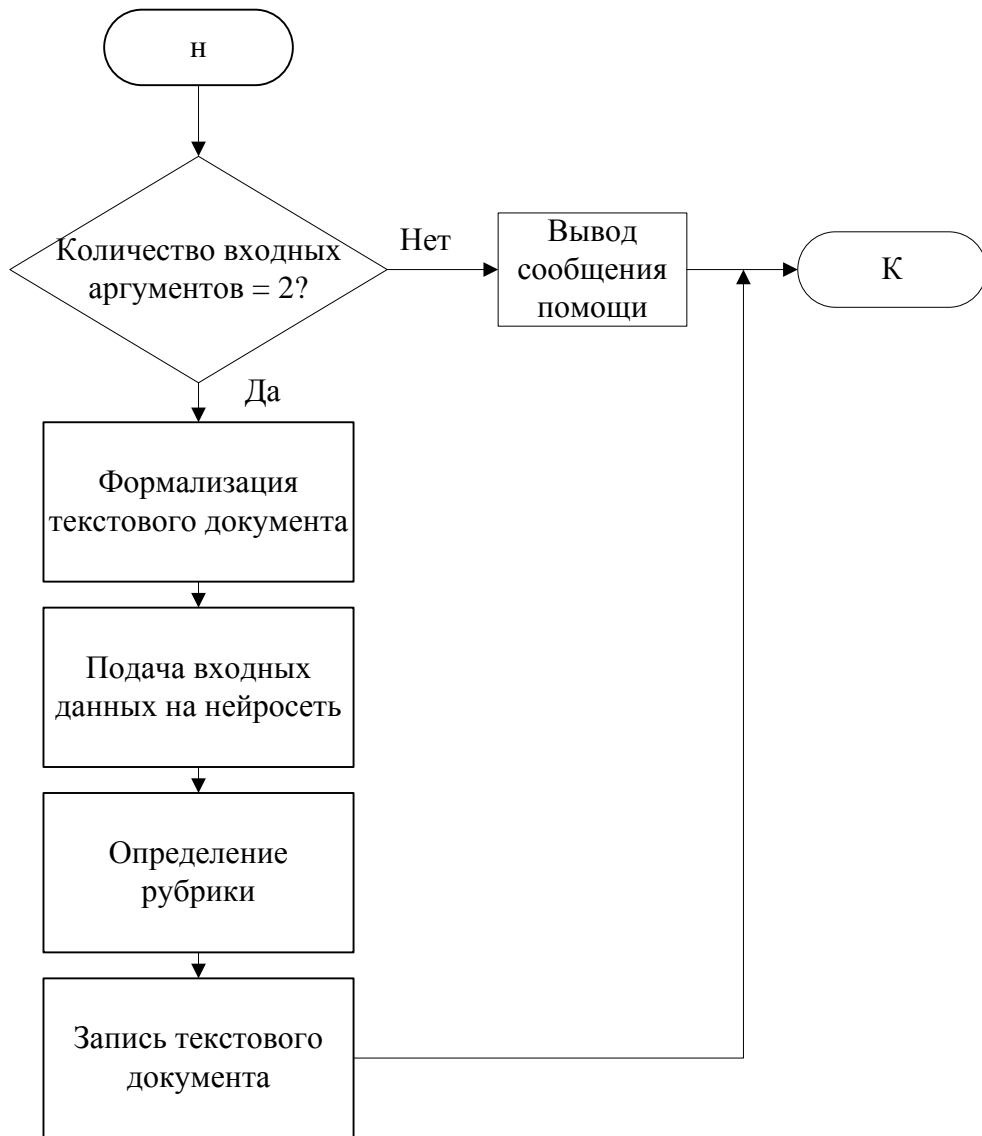 н
Количество входных
аргументов = 2?
Нет
Вывод
сообщения
помощи
К
Да
Формализация
текстового документа
Подача входных
данных на нейросеть
Определение
рубрики
Запись текстового
документа